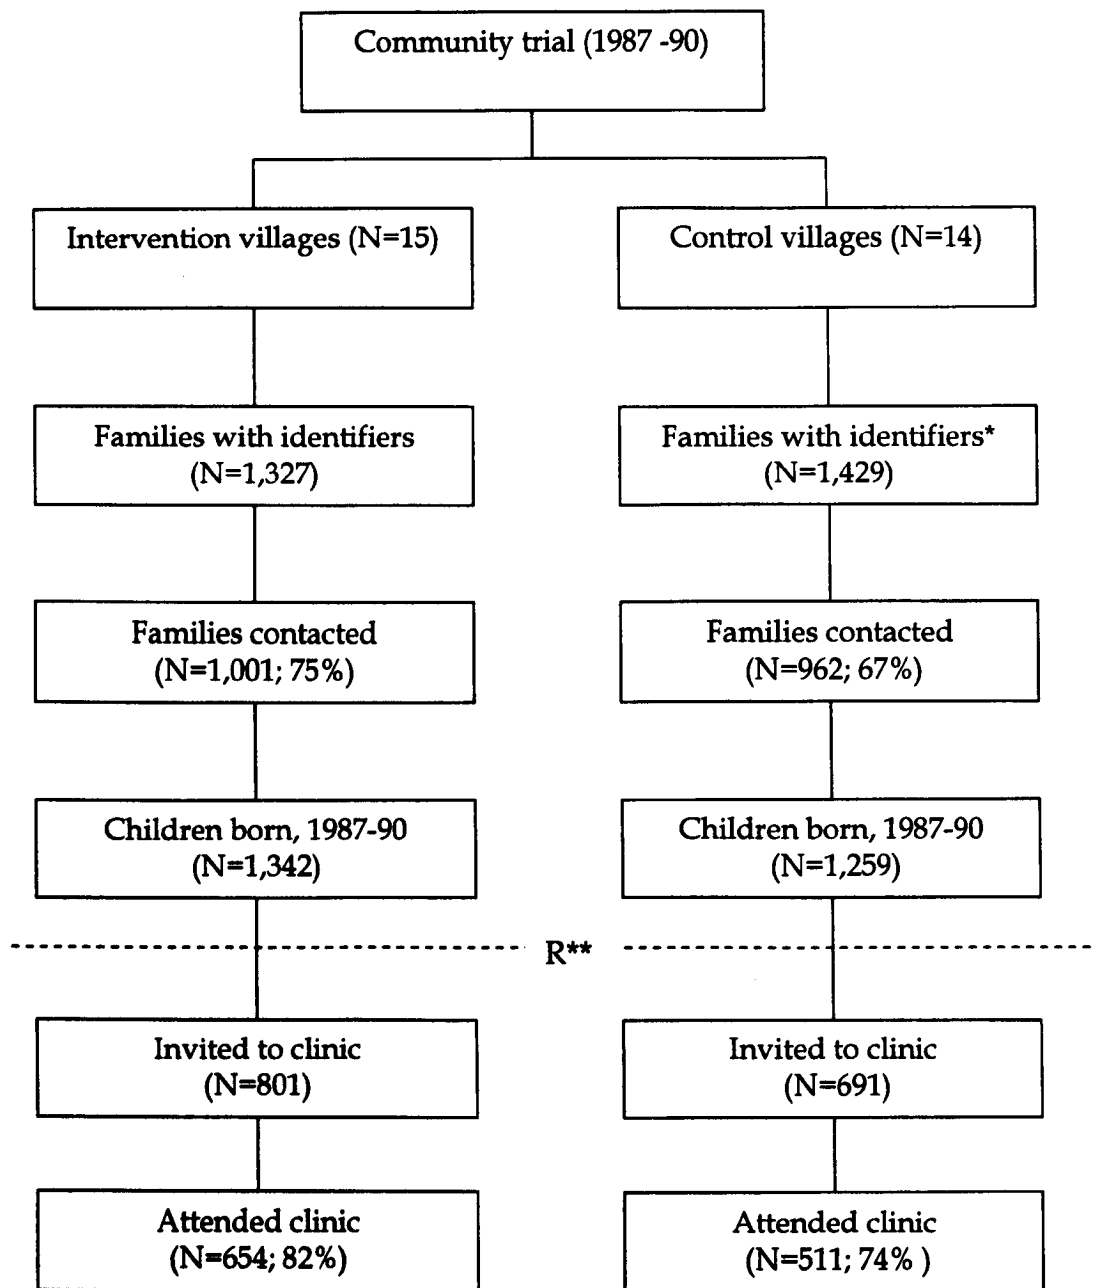 Community trial (1987 -90)
Intervention villages (N=15)
Control villages (N=14)
Families with identifiers
(N=1,327)
Families with identifiers*
(N=1,429)
Families contacted
(N=1,001; 75%)
Families contacted
(N=962; 67%)
Children born, 1987-90
(N=1,342)
Children born, 1987-90
(N=1,259)
R**
Invited to clinic
(N=801)
Invited to clinic
(N=691)
Attended clinic
(N=654; 82%)
Attended clinic
(N=511; 74% )